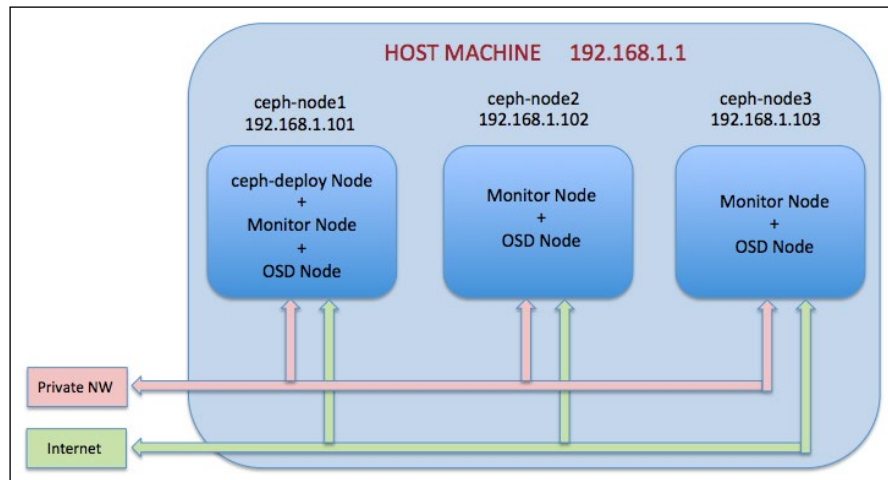 HOST MACHINE 192.168.1.1
ceph-node1
192.168.1.101
ceph-node2
192.168.1.102
ceph-node3
192.168.1.103
ceph-deploy Node
+
Monitor Node
+
OSD Node
Monitor Node
+
OSD Node
Monitor Node
+
OSD Node
Private NW
Internet